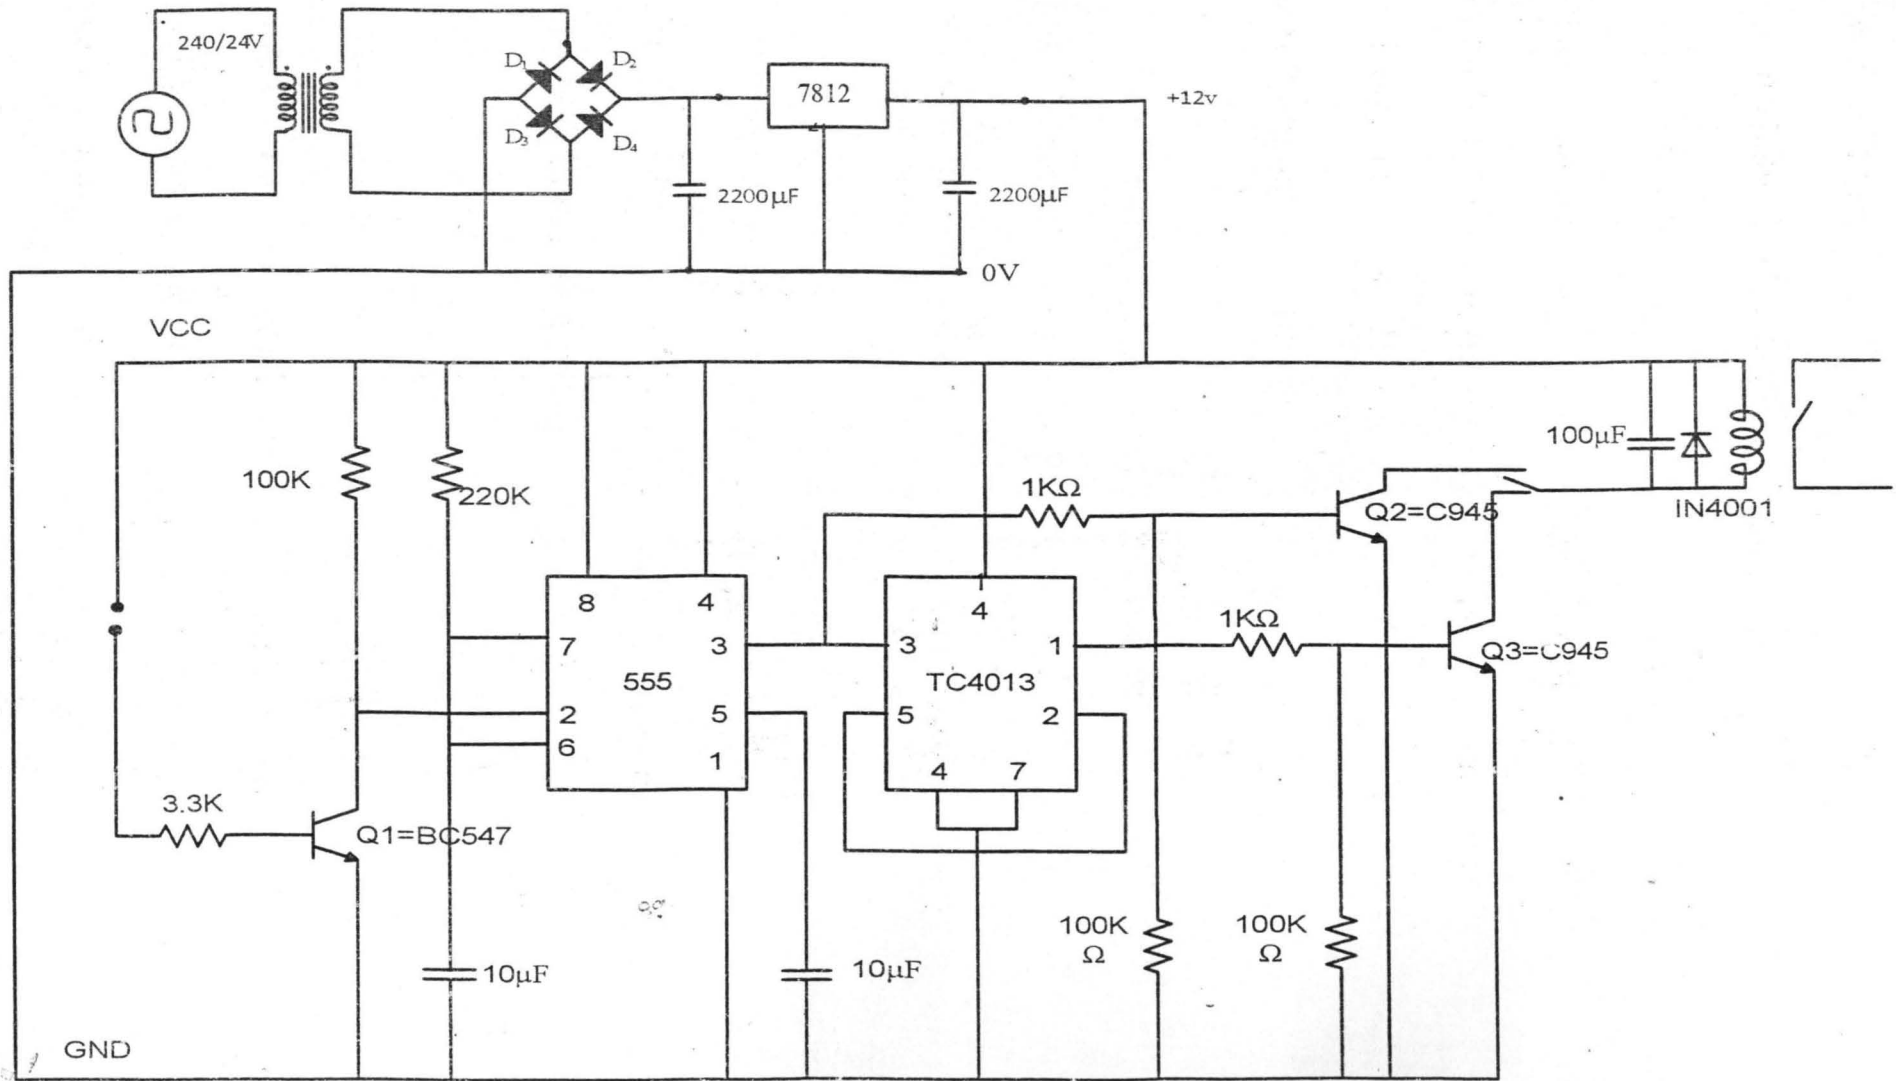 240/24V
D1
D2
D3
D4
7812
+12v
2200µF
2200µF
0V
VCC
100K
220K
1KΩ
100µF
IN4001
Q2=C945
8
4
7
3
555
2
5
6
1
4
3
1
TC4013
5
2
4
7
1KΩ
Q3=C945
3.3K
Q1=BC547
10µF
10µF
100K
Ω
100K
Ω
GND